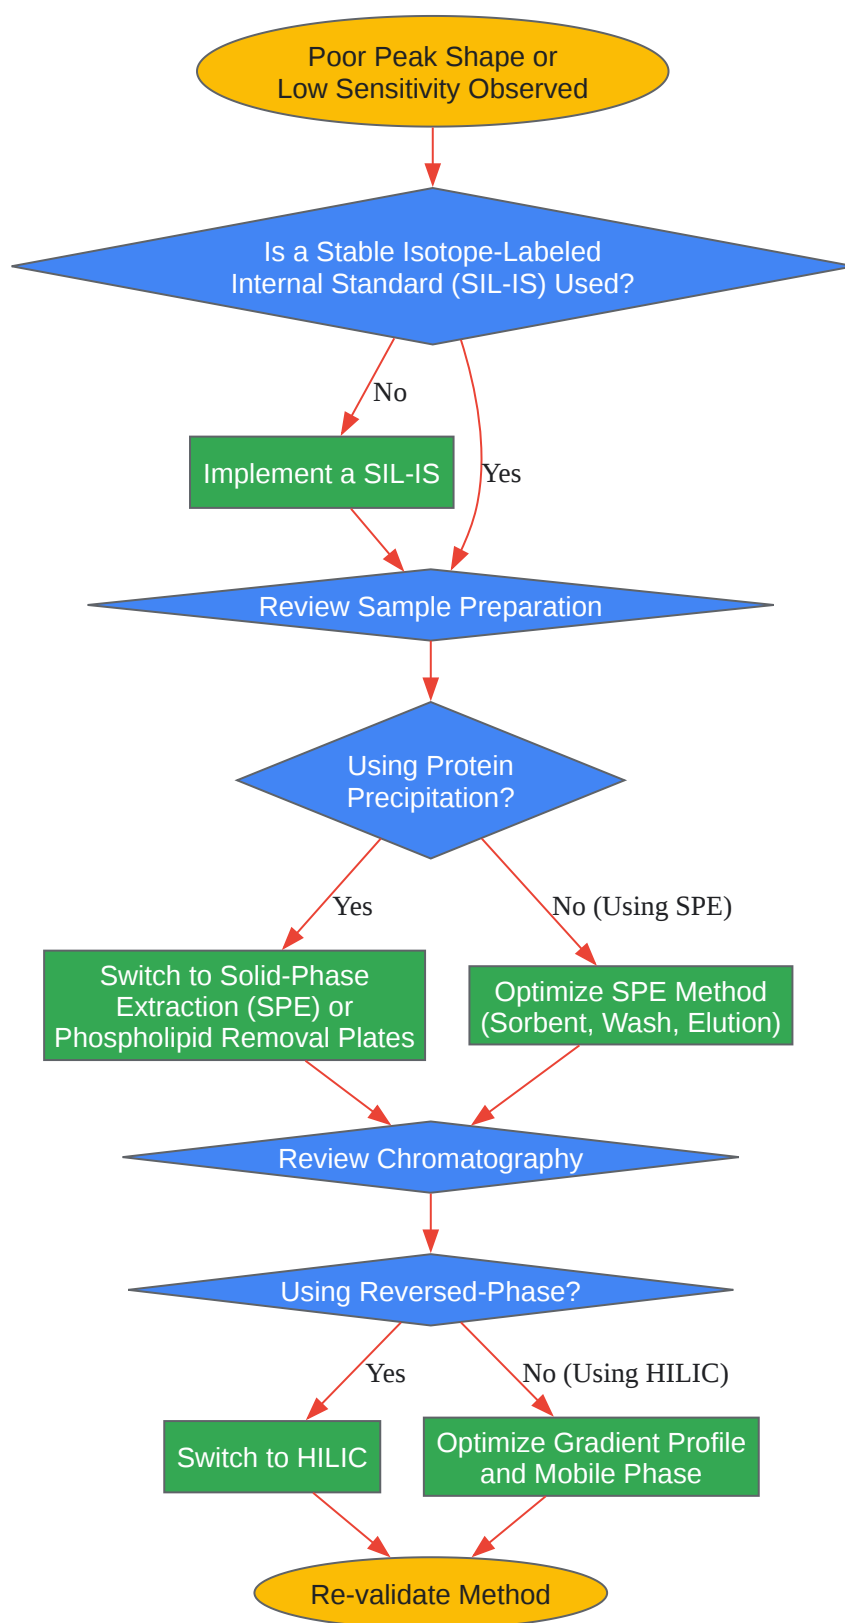 Poor Peak Shape or
Low Sensitivity Observed
Is a Stable Isotope-Labeled
Internal Standard (SIL-IS) Used?
No
Implement a SIL-IS
Yes
Review Sample Preparation
Using Protein
Precipitation?
Yes
No (Using SPE)
Switch to Solid-Phase
Extraction (SPE) or
Phospholipid Removal Plates
Optimize SPE Method
(Sorbent, Wash, Elution)
Review Chromatography
Using Reversed-Phase?
Yes
No (Using HILIC)
Switch to HILIC
Optimize Gradient Profile
and Mobile Phase
Re-validate Method